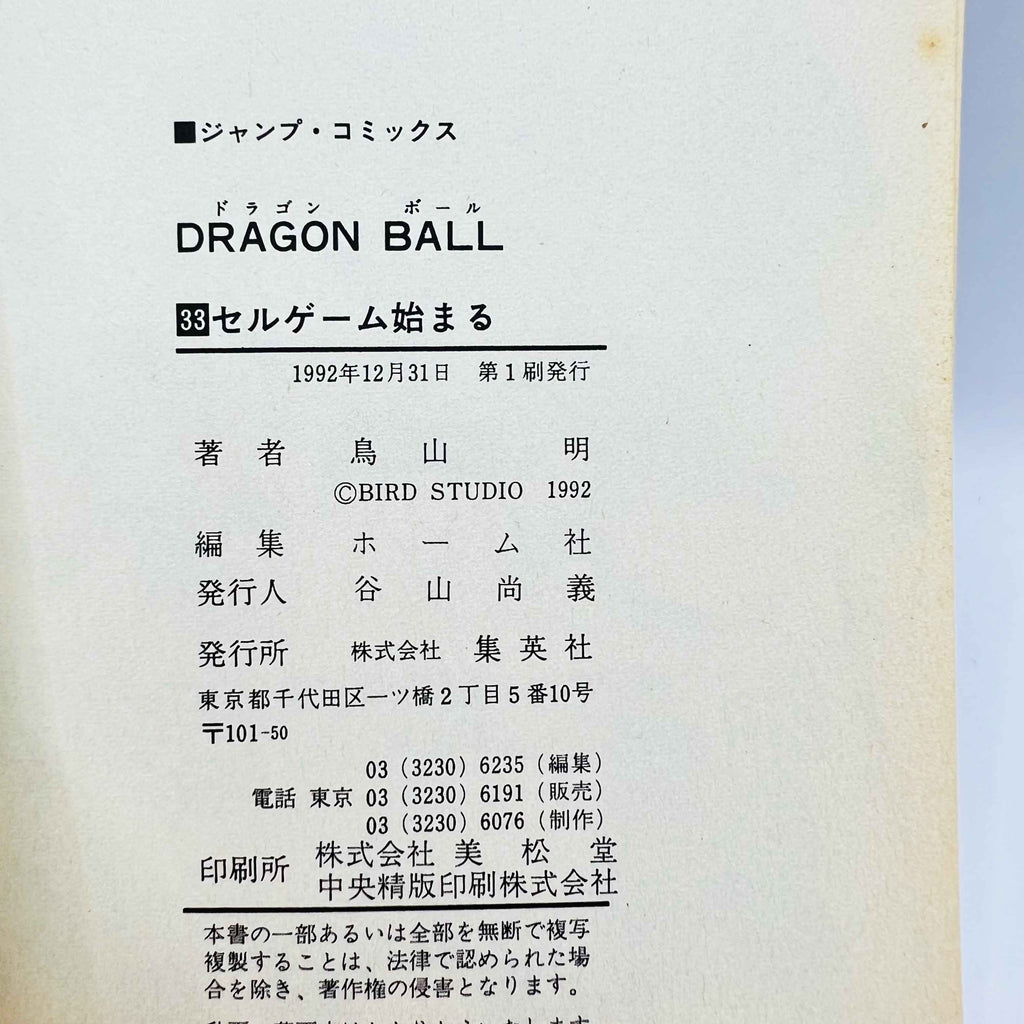 ■ジャンプ・コミックス
ドラゴン ボール
DRAGON BALL
33セルゲーム始まる
1992年12月31日 第1刷発行
著者 鳥山 明
©BIRD STUDIO 1992
編集 ホーム社
発行人 谷山尚義
発行所 株式会社 集英社
東京都千代田区一ツ橋2丁目5番10号
〒101-50
03 (3230) 6235 (編集)
電話 東京 03 (3230) 6191 (販売)
03 (3230) 6076 (制作)
印刷所 株式会社 美松堂
中央精版印刷株式会社
本書の一部あるいは全部を無断で複写
複製することは、法律で認められた場
合を除き、著作権の侵害となります。